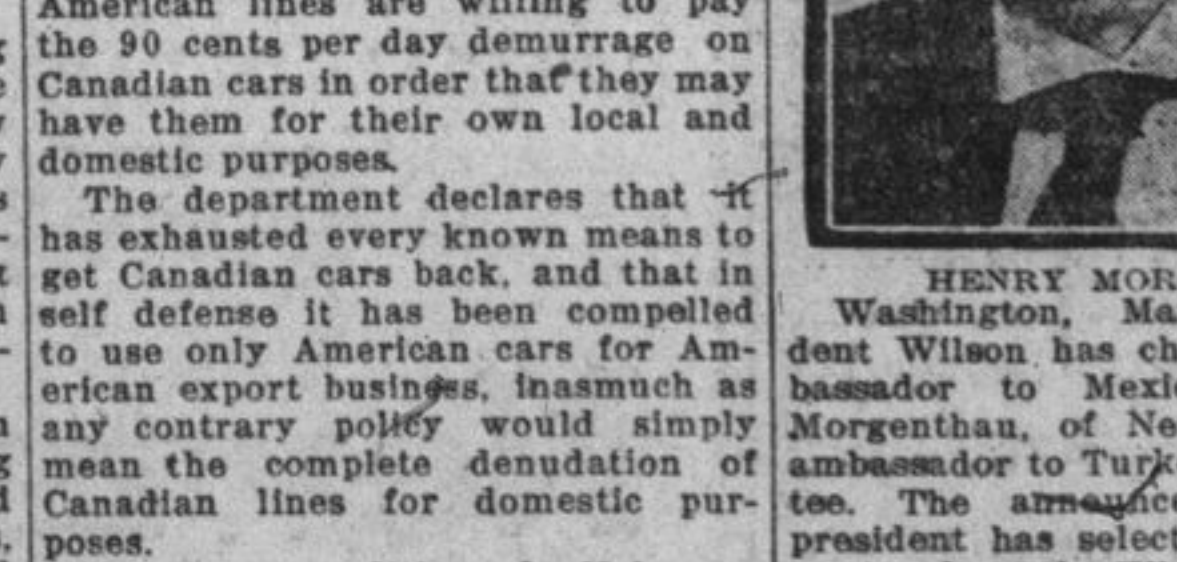 American lines are willing to pay
the 90 cents per day demurrage on
Canadian cars in order that they may
have them for their own local and
domestic purposes.
The department declares that it
has exhausted every known means to
get Canadian cars back, and that in
self defense it has been compelled
to use only American cars for Am-
erican export business, inasmuch as
any contrary policy would simply
mean the complete denudation of
Canadian lines for domestic pur-
poses.
HENRY MOR
Washington, Ma
dent Wilson has ch
bassador to Mexic
Morgenthau, of Ne
ambassador to Turk
tee. The announce
president has select